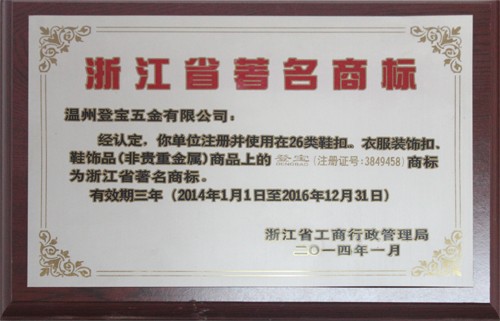 浙江省著名商标
温州登宝五金有限公司：
经认定，你单位注册并使用在26类鞋扣、衣服装饰扣、
鞋饰品(非贵重金属)商品上的 (注册证号:3849458) 商标
为浙江省著名商标。
有效期三年（2014年1月1日至2016年12月31日）
浙江省工商行政管理局
二〇一四年一月